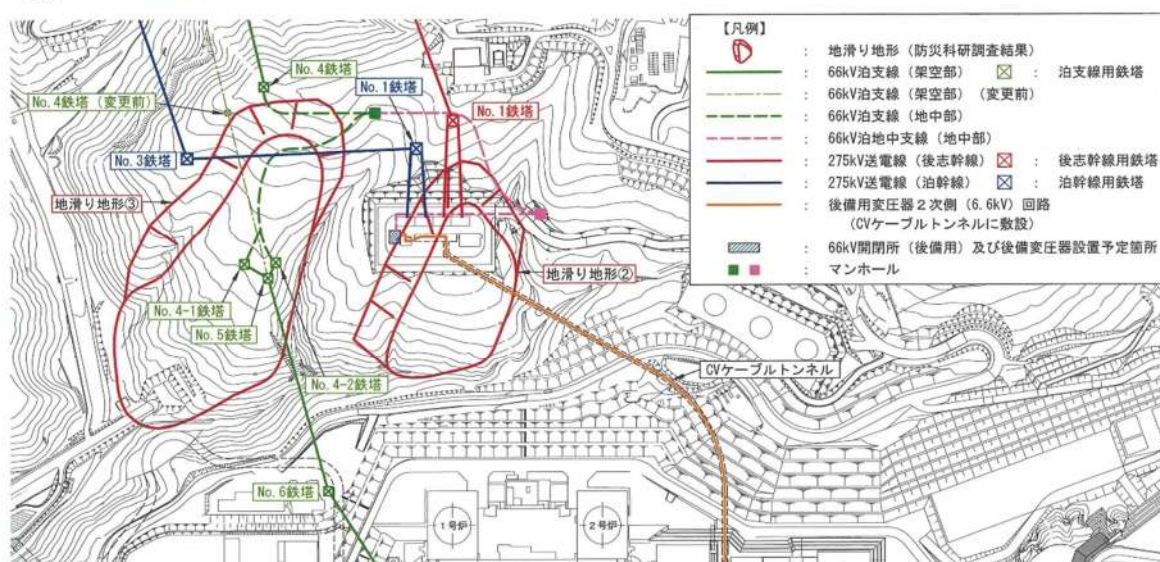 【凡例】
： 地滑り地形（防災科研調査結果）
： 66kV泊支線（架空部） ： 泊支線用鉄塔
： 66kV泊支線（架空部）（変更前）
： 66kV泊支線（地中部）
： 66kV泊地中支線（地中部）
： 275kV送電線（後志幹線） ： 後志幹線用鉄塔
： 275kV送電線（泊幹線） ： 泊幹線用鉄塔
： 後備用変圧器２次側（6.6kV）回路
（CVケーブルトンネルに敷設）
： 66kV開閉所（後備用）及び後備変圧器設置予定箇所
： マンホール
No.4鉄塔
No.1鉄塔
No.4鉄塔（変更前）
No.1鉄塔
No.3鉄塔
地滑り地形③
地滑り地形②
No.4-1鉄塔
No.5鉄塔
No.4-2鉄塔
CVケーブルトンネル
No.6鉄塔
1号炉
2号炉